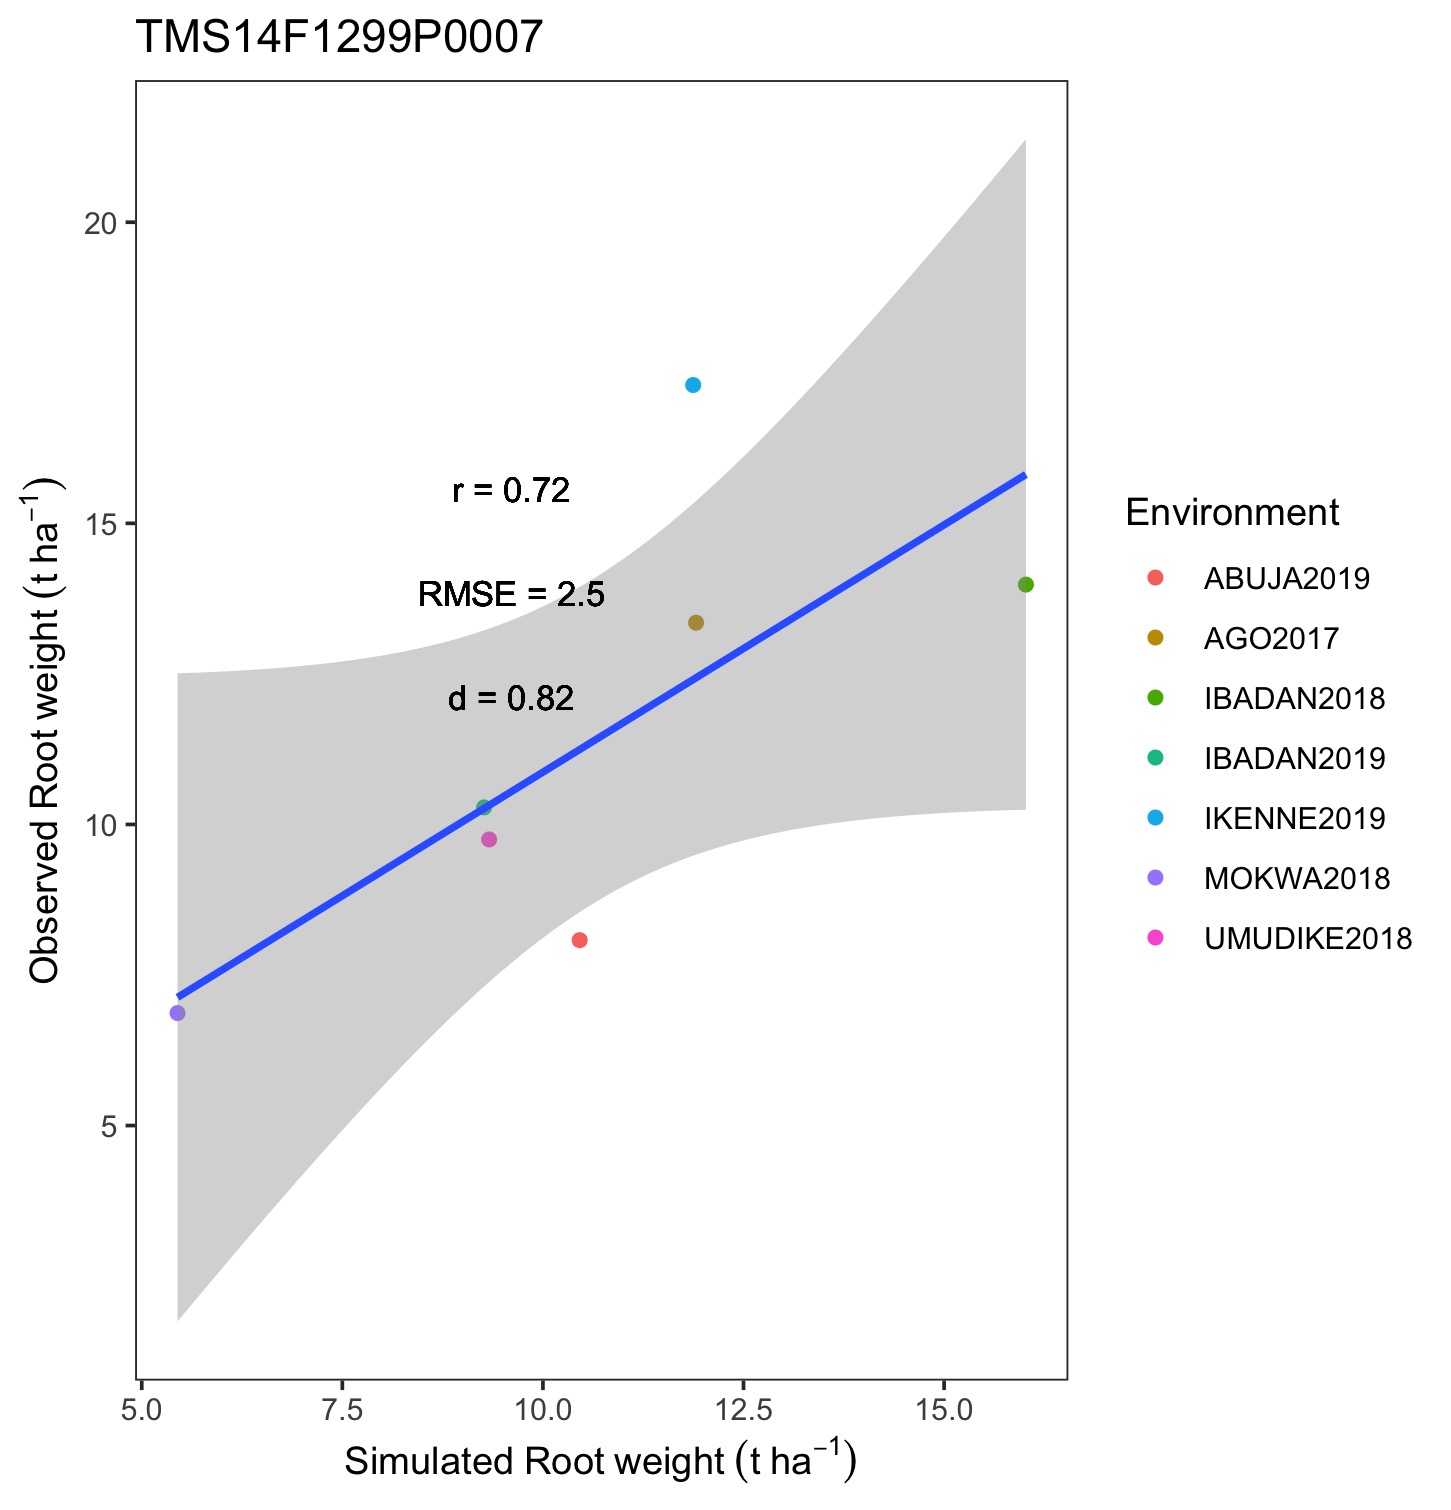 TMS14F1299P0007
20
15
10
5
Observed Root weight (t ha⁻¹)
r = 0.72
RMSE = 2.5
d = 0.82
5.0
7.5
10.0
12.5
15.0
Simulated Root weight (t ha⁻¹)
Environment
ABUJA2019
AGO2017
IBADAN2018
IBADAN2019
IKENNE2019
MOKWA2018
UMUDIKE2018